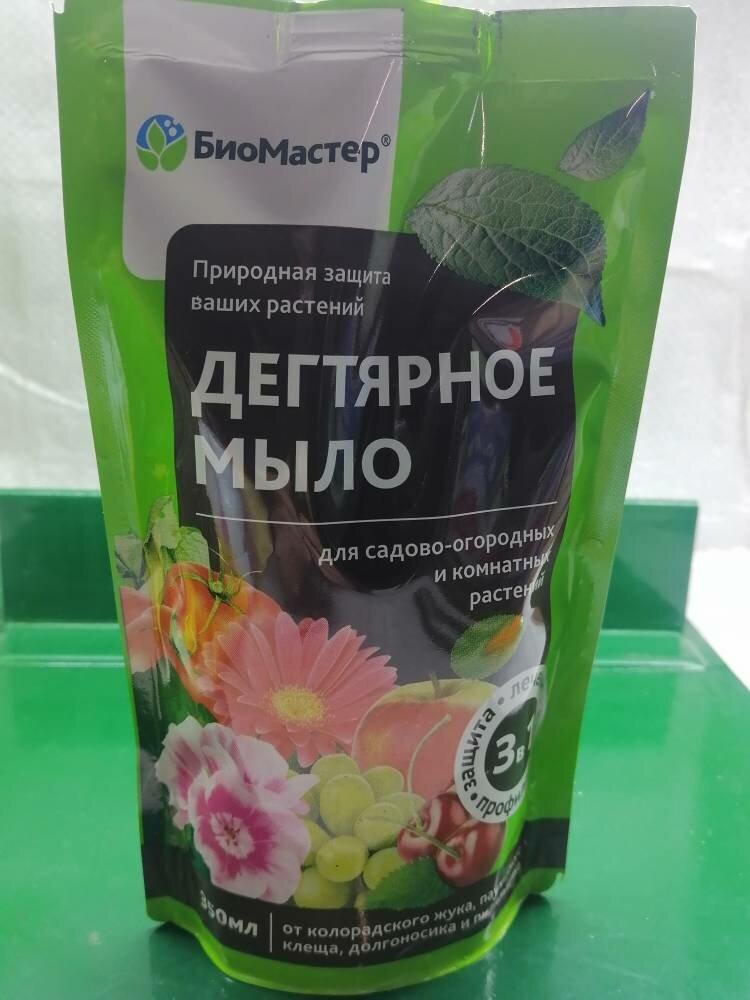 БиоМастер®
Природная защита
ваших растений
ДЕГТЯРНОЕ
МЫЛО
для садово-огородных
и комнатных
растений
защита •
3в1
350мл
от колорадского жука,
клеща, долгоносика и